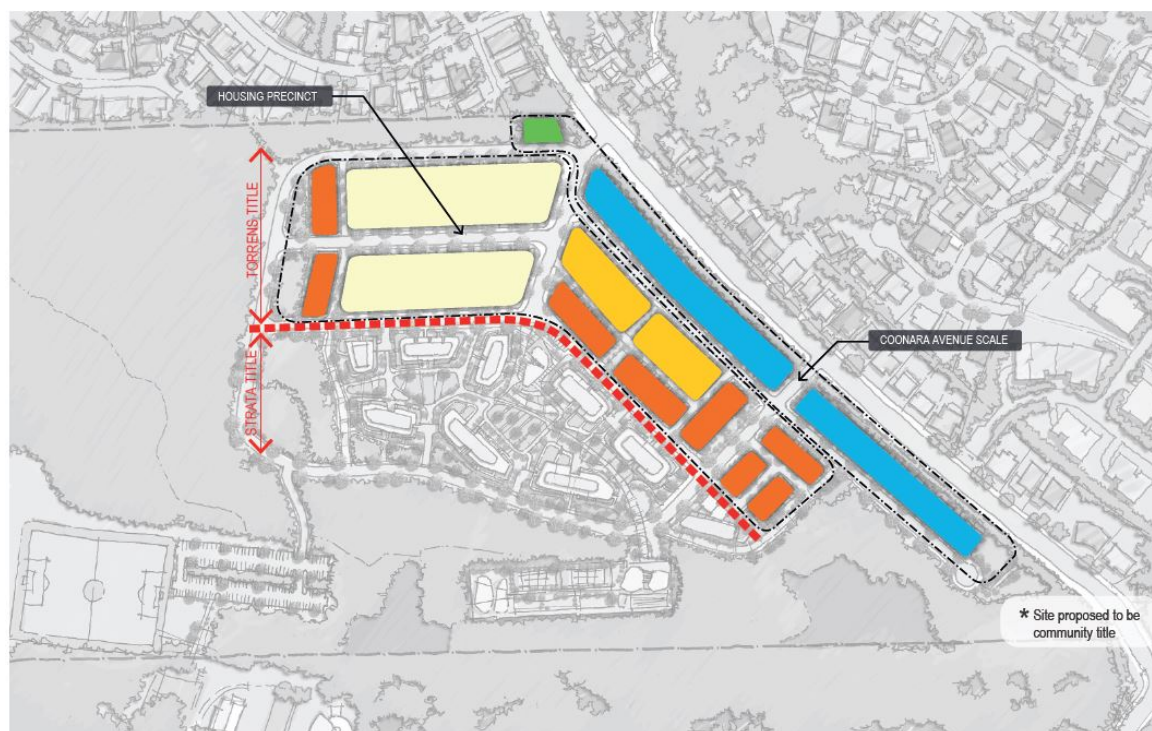 HOUSING PRECINCT
TORRENS TITLE
STRATA TITLE
COONARA AVENUE SCALE
* Site proposed to be
community title